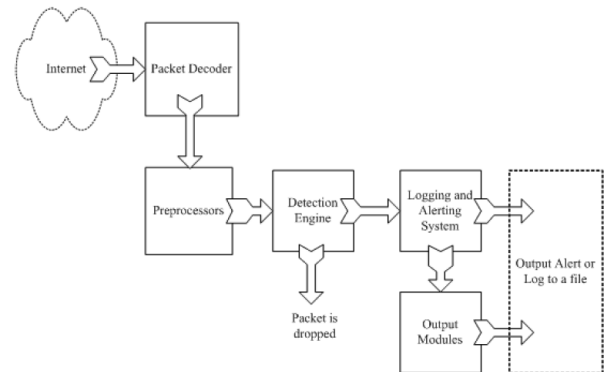 Internet
Packet Decoder
Preprocessors
Detection
Engine
Logging and
Alerting
System
Packet is
dropped
Output
Modules
Output Alert or
Log to a file